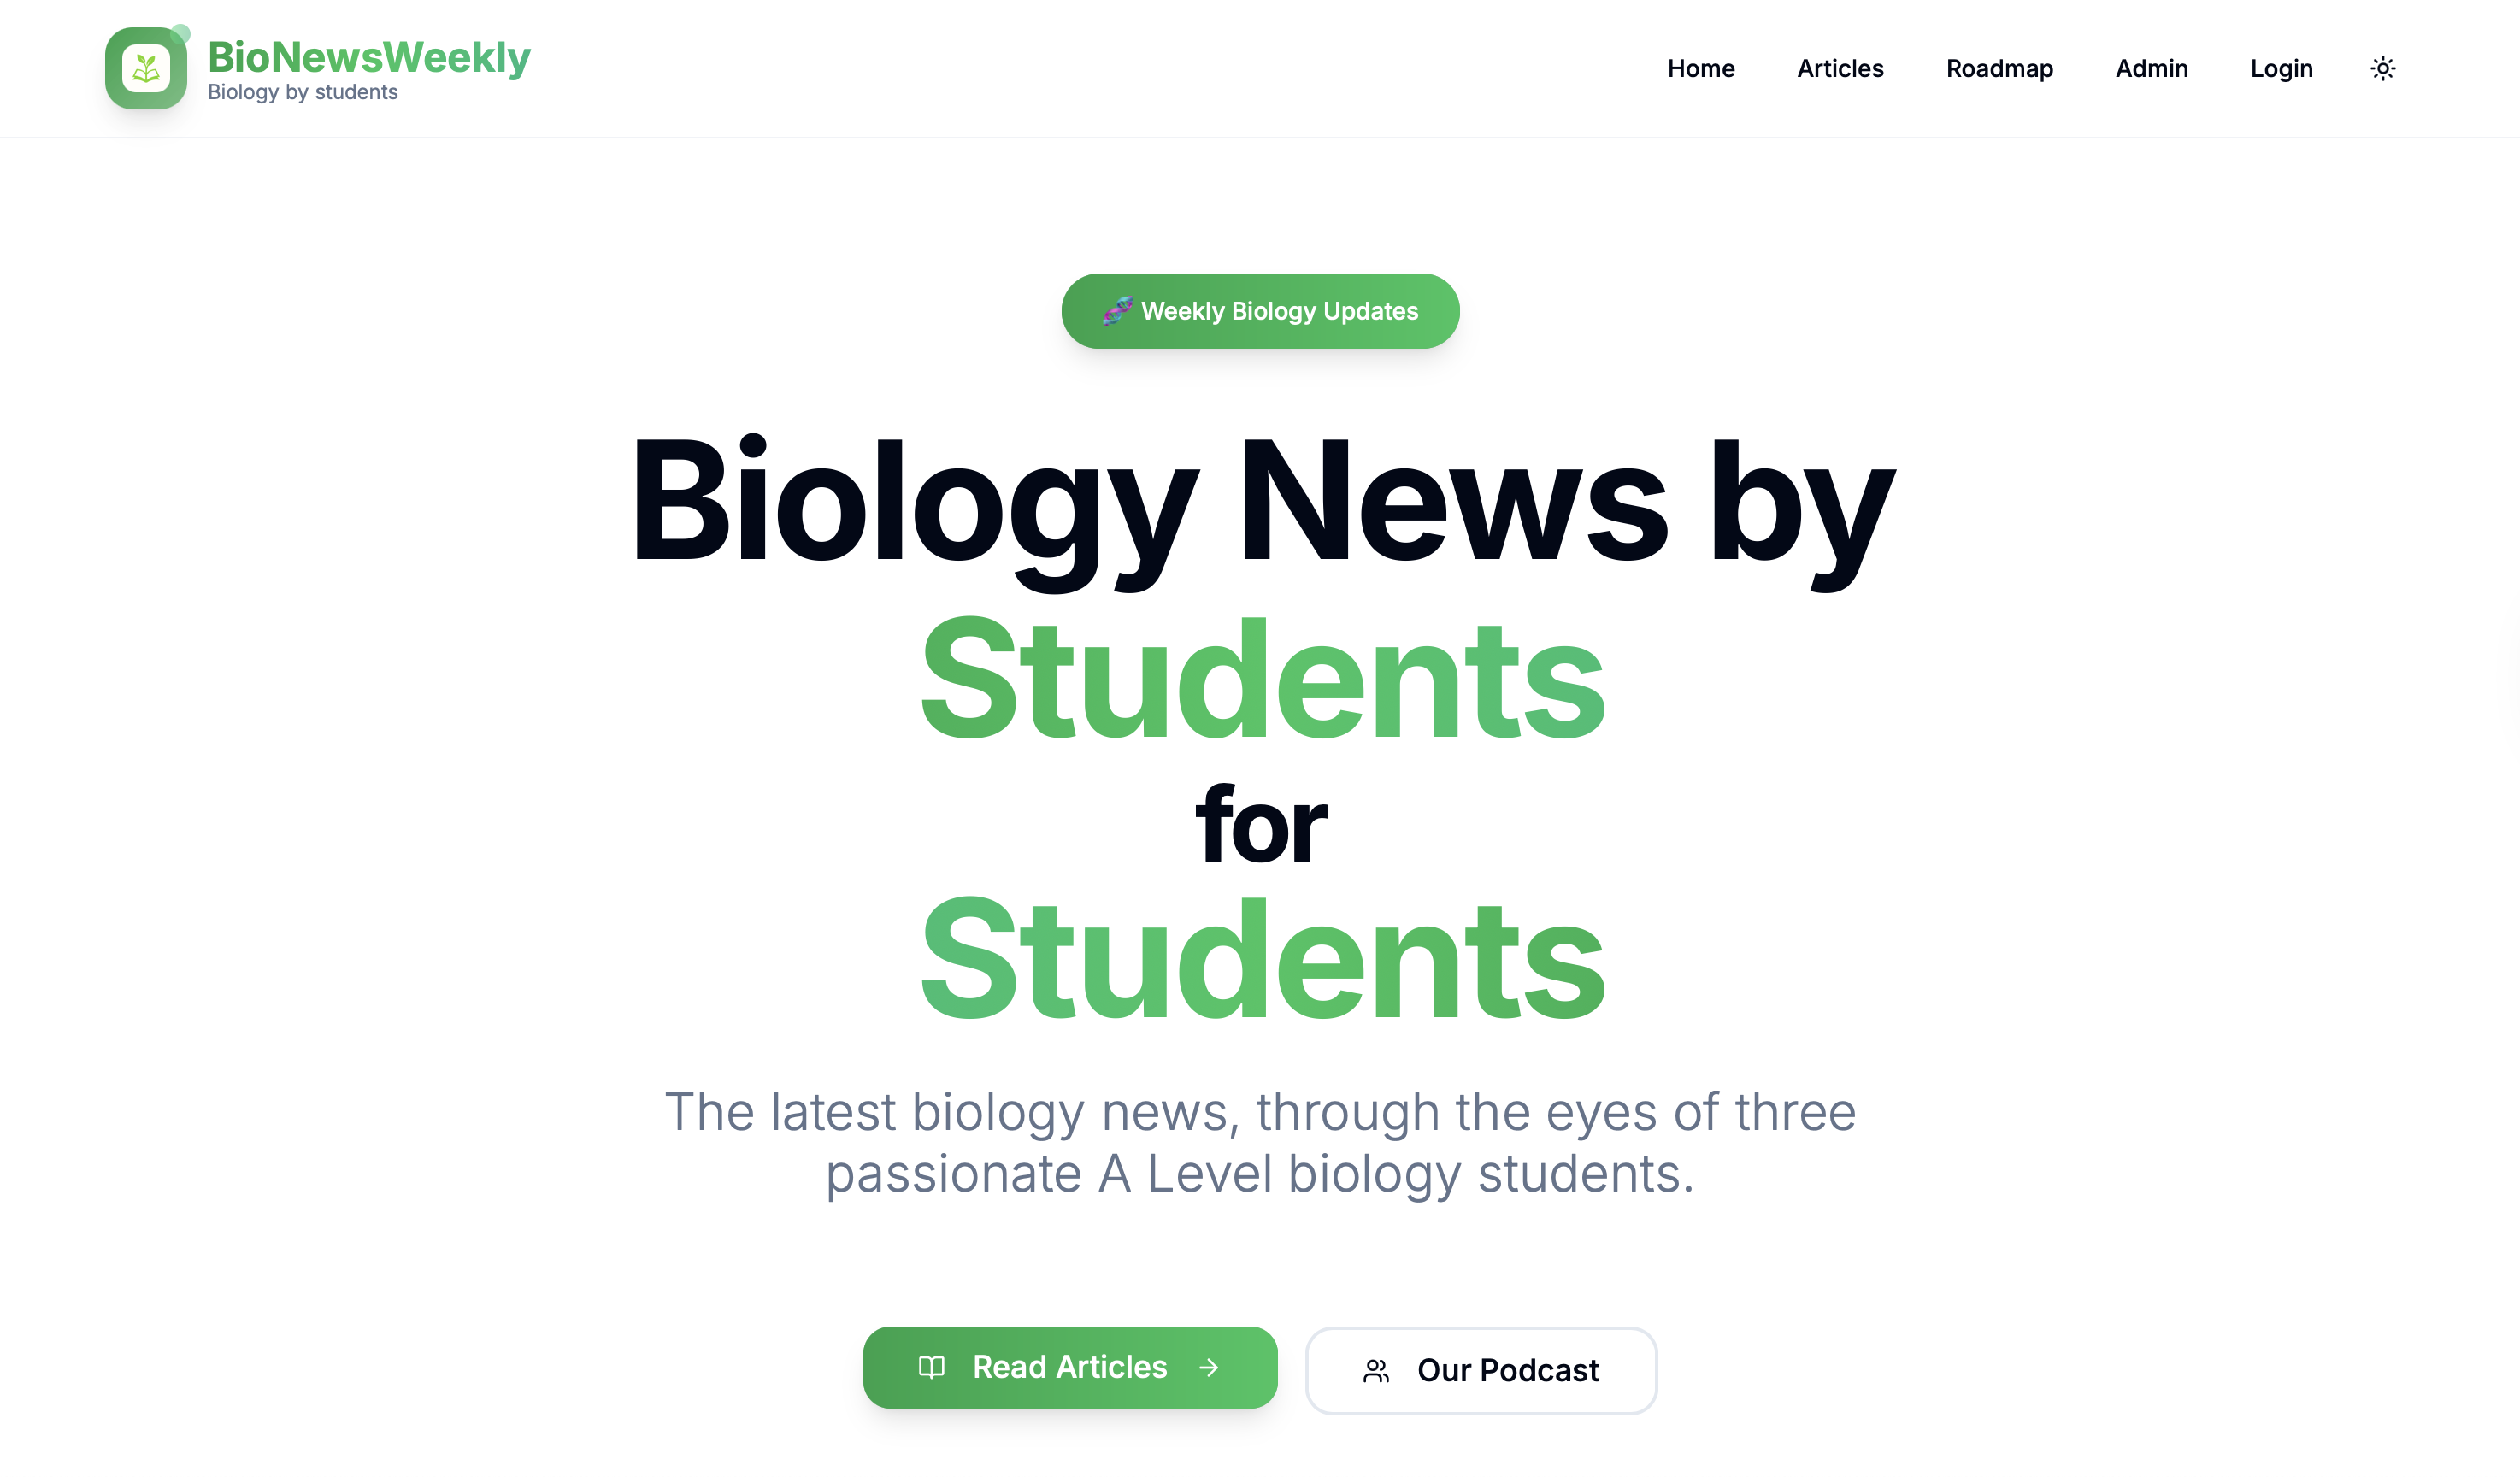 BioNewsWeekly
Biology by students
Home
Articles
Roadmap
Admin
Login
🧬 Weekly Biology Updates
Biology News by
Students
for
Students
The latest biology news, through the eyes of three
passionate A Level biology students.
Read Articles →
Our Podcast